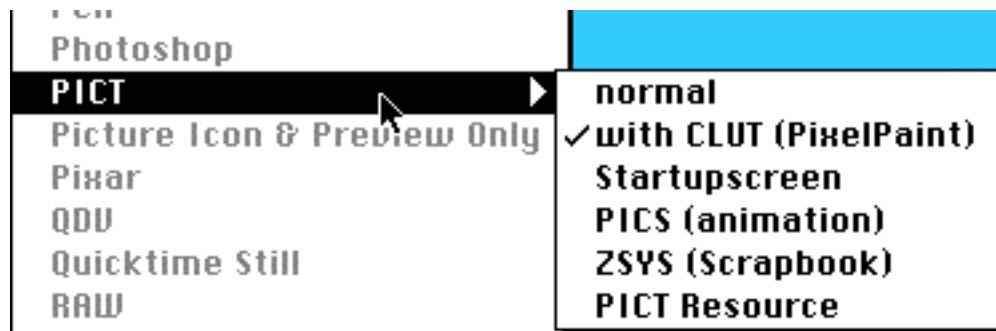 Photoshop
PICT
Picture Icon & Preview Only
Pixar
QDV
Quicktime Still
RAW
normal
✓with CLUT (PixelPaint)
Startupscreen
PICS (animation)
ZSYS (Scrapbook)
PICT Resource